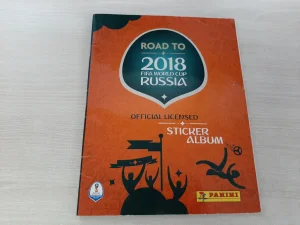 ROAD TO
2018
FIFA WORLD CUP
RUSSIA
OFFICIAL LICENSED
STICKER
ALBUM
PANINI